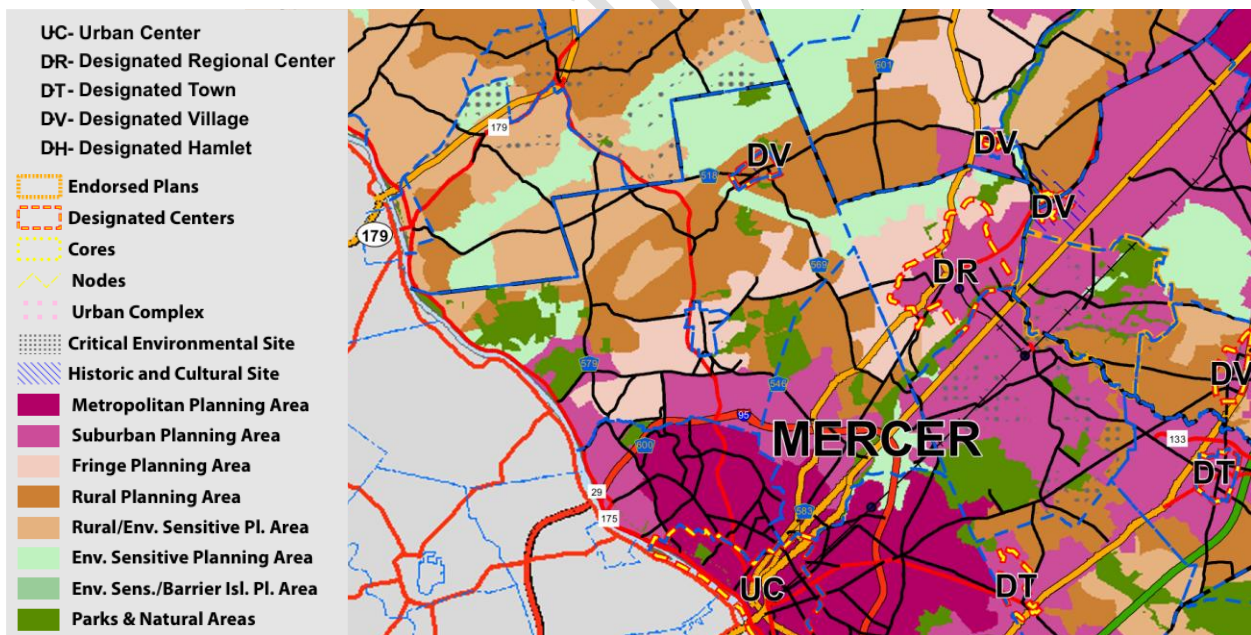 UC- Urban Center
DR- Designated Regional Center
DT- Designated Town
DV- Designated Village
DH- Designated Hamlet
Endorsed Plans
Designated Centers
Cores
Nodes
Urban Complex
Critical Environmental Site
Historic and Cultural Site
Metropolitan Planning Area
Suburban Planning Area
Fringe Planning Area
Rural Planning Area
Rural/Env. Sensitive Pl. Area
Env. Sensitive Planning Area
Env. Sens./Barrier Isl. Pl. Area
Parks & Natural Areas
601
179
DV
DV
518
DV
179
569
DR
579
DV
546
95
MERCER
133
600
DT
29
583
175
DT
UC